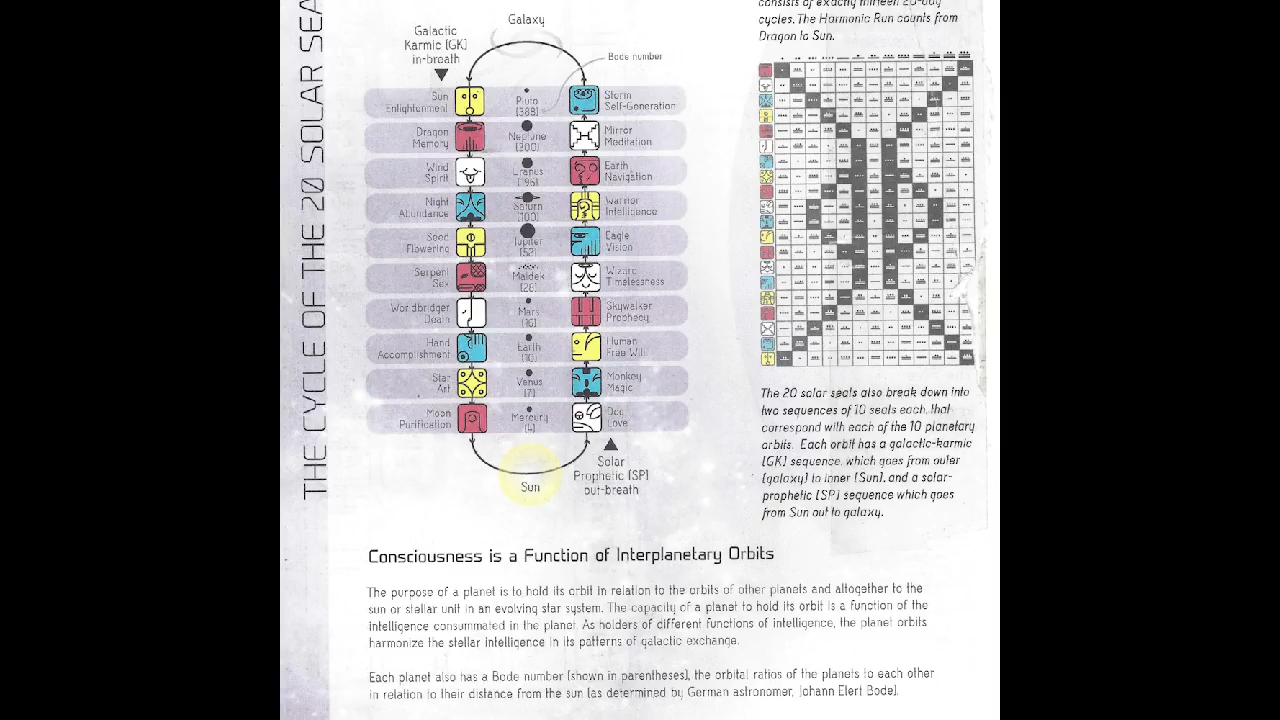 THE CYCLE OF THE 20 SOLAR SEA
Galaxy
Galactic
Karmic (GK)
in-breath
Bode number
Sun
Enlightenment
Pluto
(388)
Storm
Self-Generation
Dragon
Memory
Neptune
(300)
Mirror
Meditation
Wind
Spirit
Uranus
(196)
Earth
Navigation
Night
Abundance
Saturn
(100)
Warrior
Intelligence
Seed
Flowering
Jupiter
(52)
Eagle
Vision
Serpent
Sex
Maldek
(28)
Wizard
Timelessness
Worldbridger
Death
Mars
(16)
Skywalker
Prophecy
Hand
Accomplishment
Earth
(10)
Human
Free Will
Star
Art
Venus
(7)
Monkey
Magic
Moon
Purification
Mercury
(4)
Dog
Love
Sun
Solar
Prophetic (SP)
out-breath
consists of exactly thirteen 20-day
cycles. The Harmonic Run counts from
Dragon to Sun.
The 20 solar seals also break down into
two sequences of 10 seals each, that
correspond with each of the 10 planetary
orbits. Each orbit has a galactic-karmic
(GK) sequence, which goes from outer
(galaxy) to inner (Sun), and a solar-
prophetic (SP) sequence which goes
from Sun out to galaxy.
Consciousness is a Function of Interplanetary Orbits
The purpose of a planet is to hold its orbit in relation to the orbits of other planets and altogether to the
sun or stellar unit in an evolving star system. The capacity of a planet to hold its orbit is a function of the
intelligence consummated in the planet. As holders of different functions of intelligence, the planet orbits
harmonize the stellar intelligence in its patterns of galactic exchange.
Each planet also has a Bode number (shown in parentheses), the orbital ratios of the planets to each other
in relation to their distance from the sun (as determined by German astronomer, Johann Elert Bode).